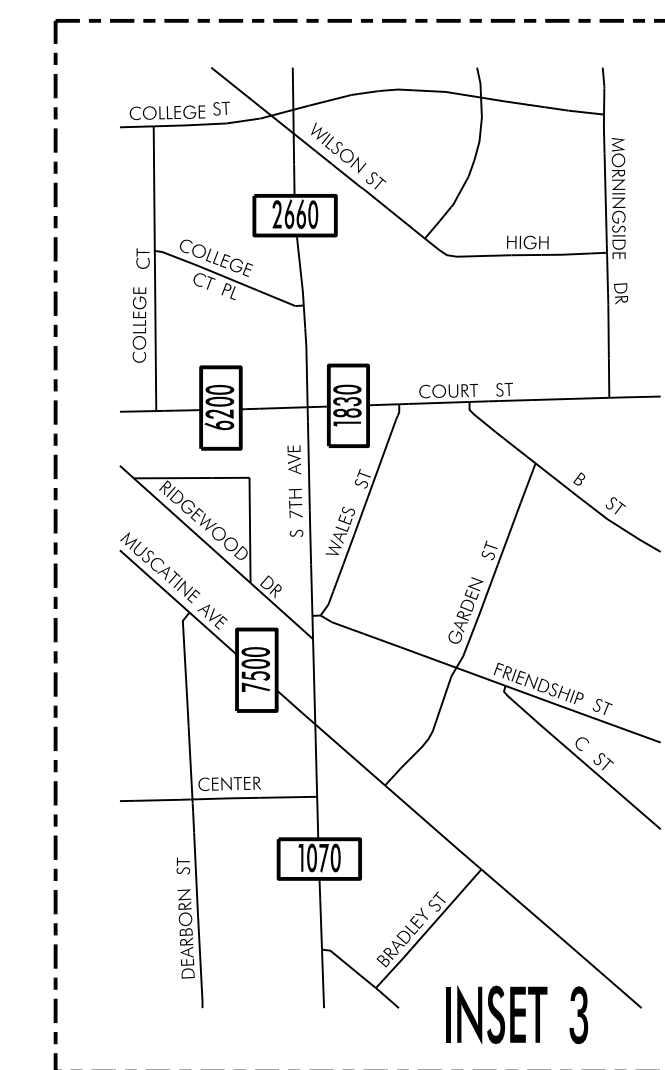 COLLEGE ST
WILSON ST
MORNINGSIDE DR
2660
HIGH
COLLEGE
CT PL
COLLEGE CT
6200
1830
COURT ST
S 7TH AVE
WALES ST
B ST
RIDGEWOOD DR
MUSCATINE AVE
GARDEN ST
7500
FRIENDSHIP ST
C ST
CENTER
1070
DEARBORN ST
BRADLEY ST
INSET 3